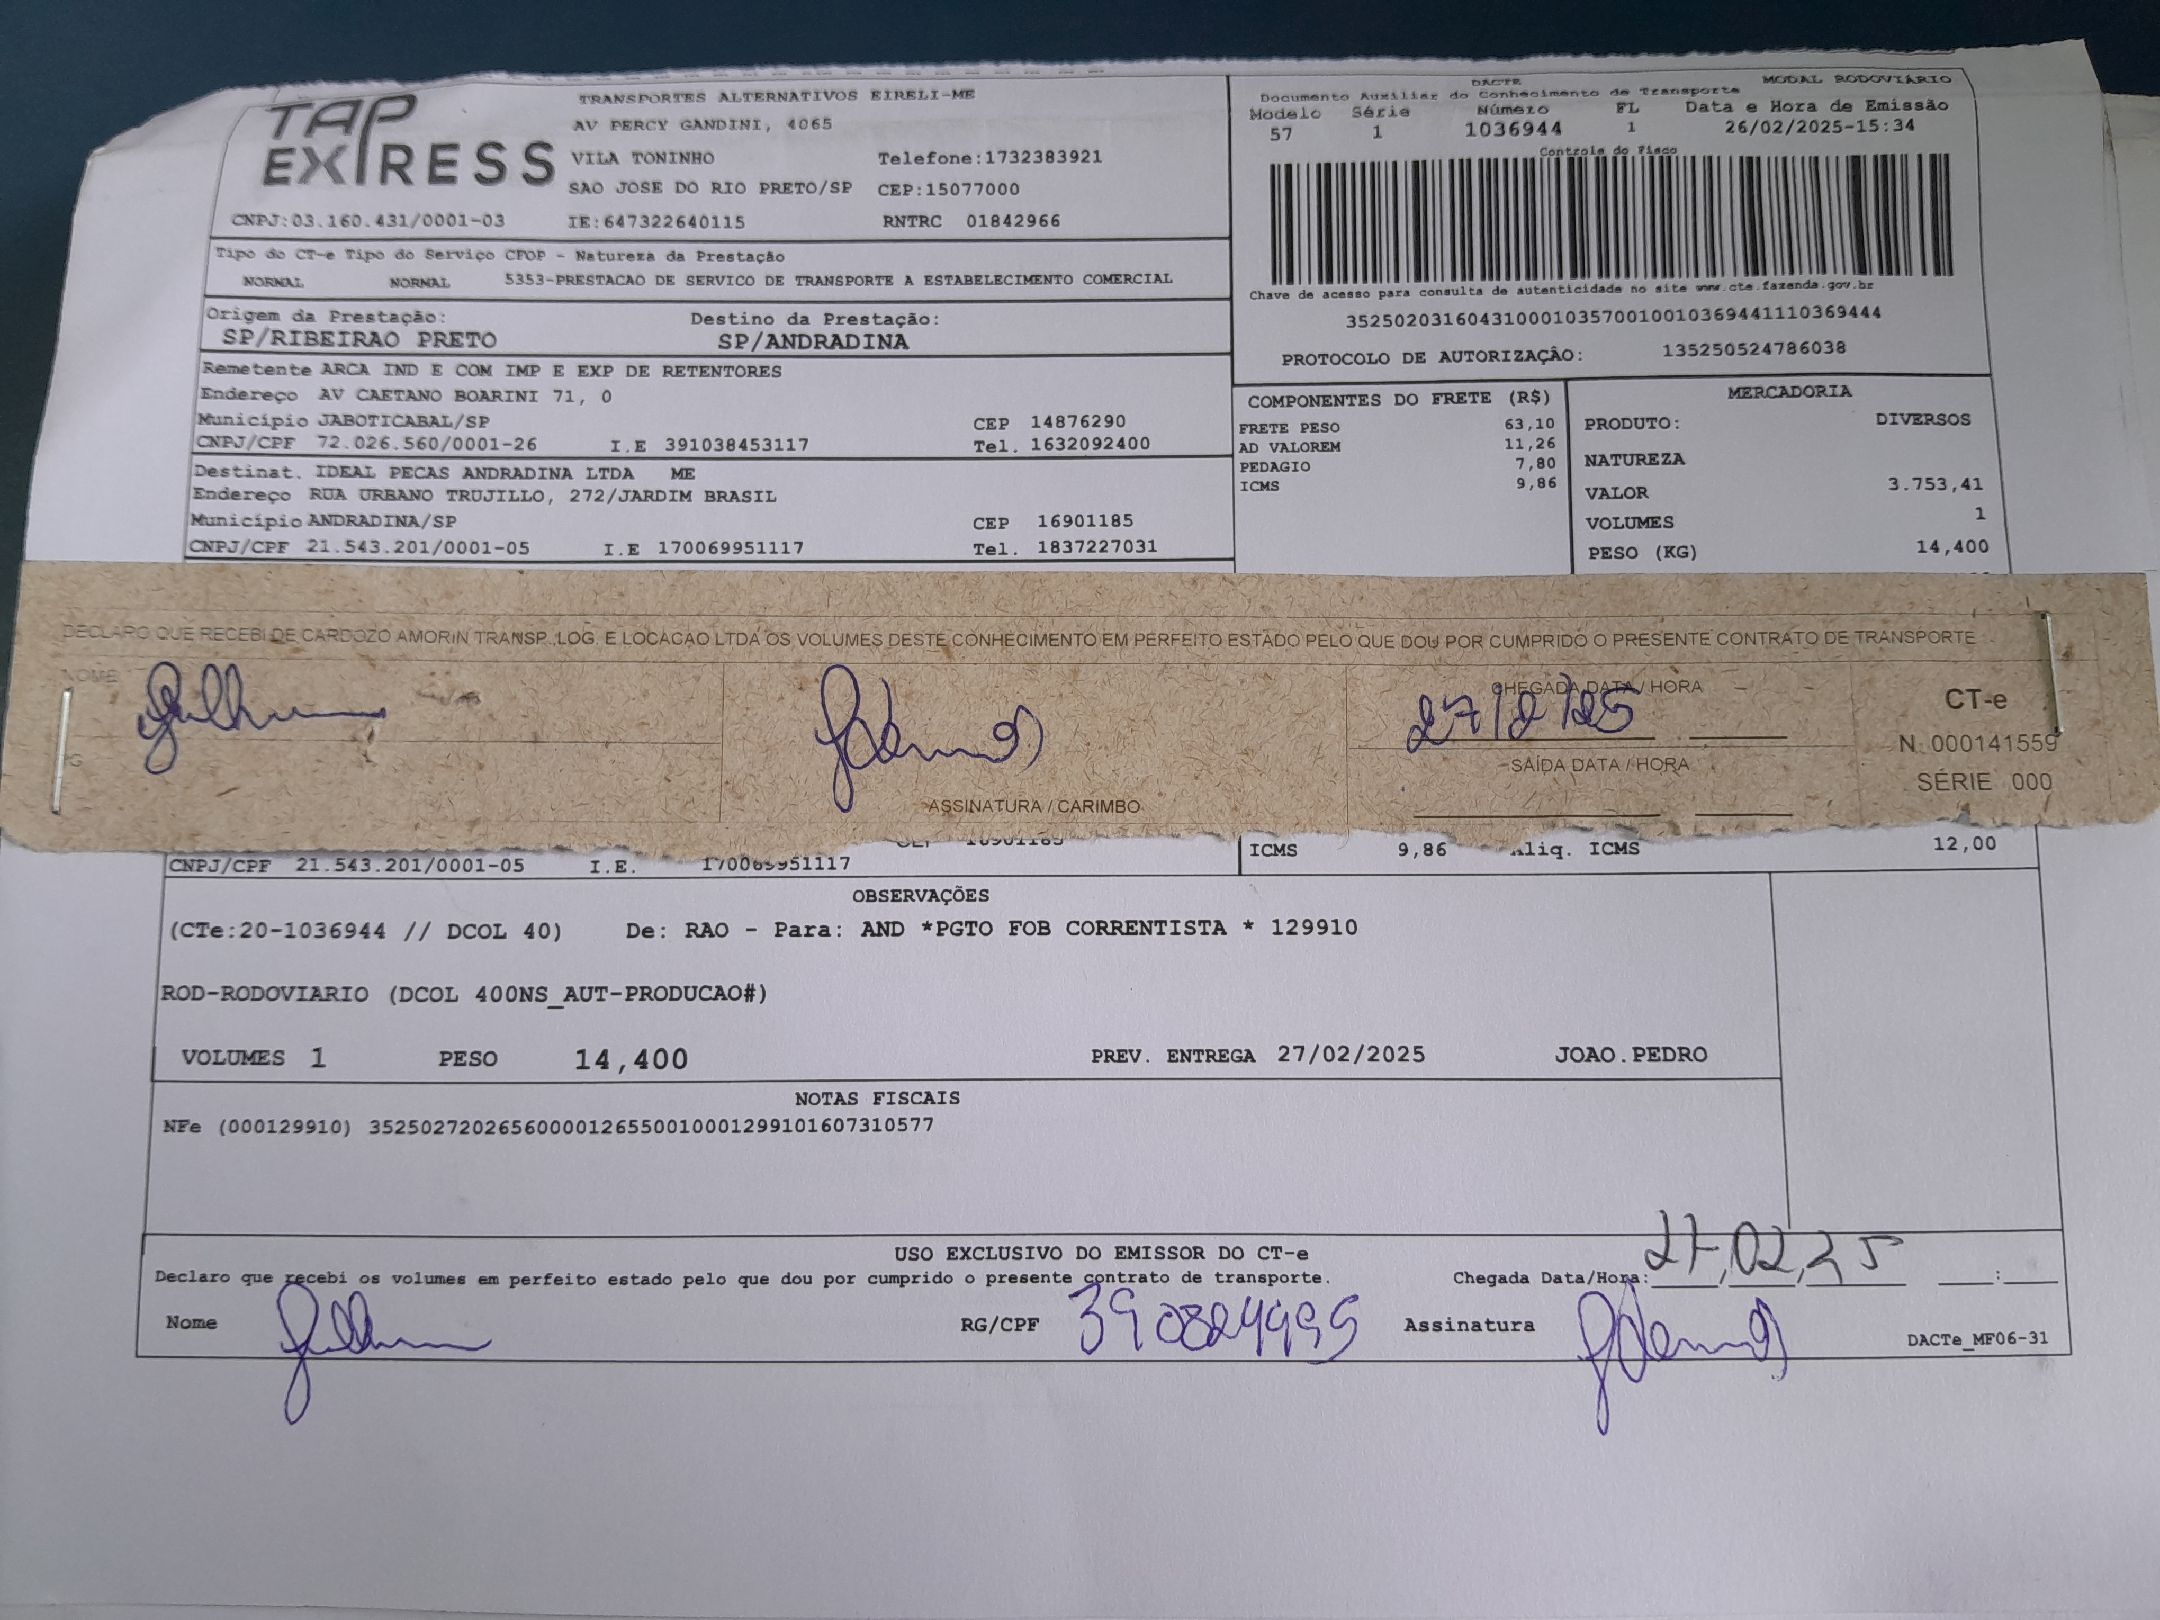 TAP
EXPRESS
TRANSPORTES ALTERNATIVOS EIRELI-ME
AV PERCY GANDINI, 4065
VILA TONINHO Telefone:1732383921
SAO JOSE DO RIO PRETO/SP CEP:15077000
CNPJ:03.160.431/0001-03 IE:647322640115 RNTRC 01842966
DACTE MODAL RODOVIÁRIO
Documento Auxiliar do Conhecimento de Transporte
Modelo Série Número FL Data e Hora de Emissão
57 1 1036944 1 26/02/2025-15:34
Controle do Fisco
Chave de acesso para consulta de autenticidade no site www.cte.fazenda.gov.br
35250203160431000103570010010369441110369444
PROTOCOLO DE AUTORIZAÇÃO: 135250524786038
Tipo do CT-e Tipo do Serviço CFOP - Natureza da Prestação
NORMAL NORMAL 5353-PRESTACAO DE SERVICO DE TRANSPORTE A ESTABELECIMENTO COMERCIAL
Origem da Prestação: Destino da Prestação:
SP/RIBEIRAO PRETO SP/ANDRADINA
Remetente ARCA IND E COM IMP E EXP DE RETENTORES
Endereço AV CAETANO BOARINI 71, 0
Município JABOTICABAL/SP CEP 14876290
CNPJ/CPF 72.026.560/0001-26 I.E 391038453117 Tel. 1632092400
Destinat. IDEAL PECAS ANDRADINA LTDA ME
Endereço RUA URBANO TRUJILLO, 272/JARDIM BRASIL
Município ANDRADINA/SP CEP 16901185
CNPJ/CPF 21.543.201/0001-05 I.E 170069951117 Tel. 1837227031
COMPONENTES DO FRETE (R$)
FRETE PESO 63,10
AD VALOREM 11,26
PEDAGIO 7,80
ICMS 9,86
MERCADORIA
PRODUTO: DIVERSOS
NATUREZA
VALOR 3.753,41
VOLUMES 1
PESO (KG) 14,400
DECLARO QUE RECEBI DE CARDOZO AMORIN TRANSP. LOG. E LOCACAO LTDA OS VOLUMES DESTE CONHECIMENTO EM PERFEITO ESTADO PELO QUE DOU POR CUMPRIDO O PRESENTE CONTRATO DE TRANSPORTE
NOME
CHEGADA DATA / HORA
27/2/25
SAÍDA DATA / HORA
ASSINATURA / CARIMBO
CT-e
N. 000141559
SÉRIE 000
CNPJ/CPF 21.543.201/0001-05 I.E. 170069951117
ICMS 9,86 Aliq. ICMS 12,00
OBSERVAÇÕES
(CTe:20-1036944 // DCOL 40) De: RAO - Para: AND *PGTO FOB CORRENTISTA * 129910
ROD-RODOVIARIO (DCOL 400NS_AUT-PRODUCAO#)
VOLUMES 1 PESO 14,400 PREV. ENTREGA 27/02/2025 JOAO.PEDRO
NOTAS FISCAIS
NFe (000129910) 35250272026560000126550010001299101607310577
USO EXCLUSIVO DO EMISSOR DO CT-e
Declaro que recebi os volumes em perfeito estado pelo que dou por cumprido o presente contrato de transporte. Chegada Data/Hora: 27,02,25 :
Nome RG/CPF 390824995 Assinatura
DACTe_MF06-31